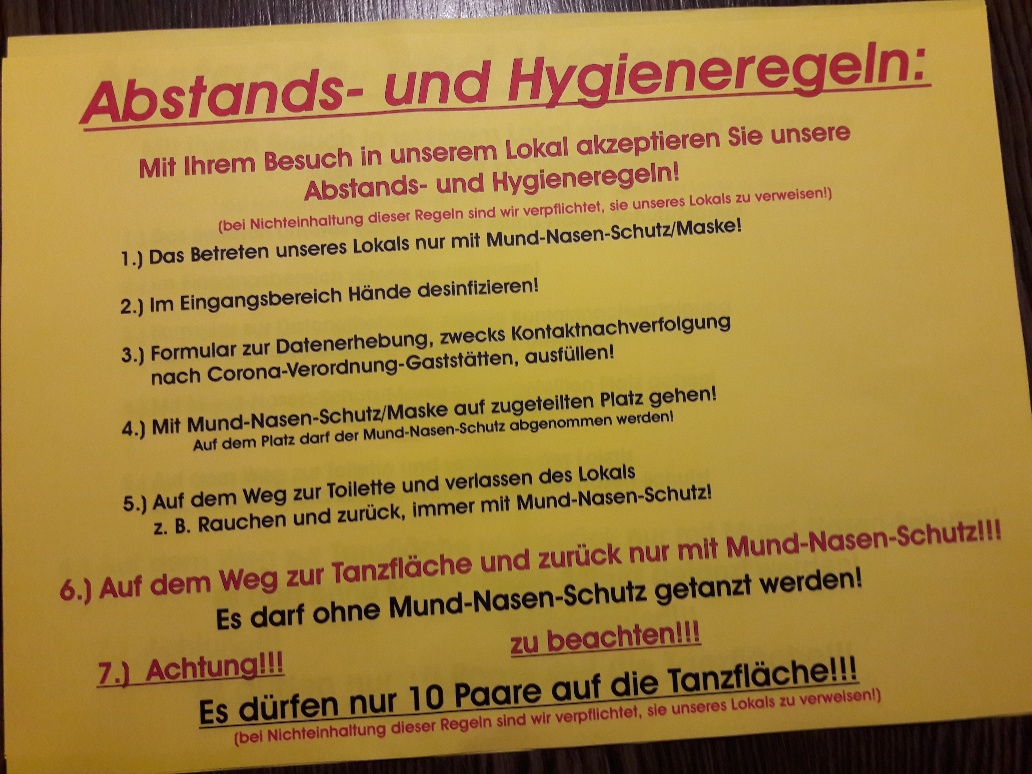 Abstands- und Hygieneregeln:
Mit Ihrem Besuch in unserem Lokal akzeptieren Sie unsere
Abstands- und Hygieneregeln!
(bei Nichteinhaltung dieser Regeln sind wir verpflichtet, sie unseres Lokals zu verweisen!)
1.) Das Betreten unseres Lokals nur mit Mund-Nasen-Schutz/Maske!
2.) Im Eingangsbereich Hände desinfizieren!
3.) Formular zur Datenerhebung, zwecks Kontaktnachverfolgung
nach Corona-Verordnung-Gaststätten, ausfüllen!
4.) Mit Mund-Nasen-Schutz/Maske auf zugeteilten Platz gehen!
Auf dem Platz darf der Mund-Nasen-Schutz abgenommen werden!
5.) Auf dem Weg zur Toilette und verlassen des Lokals
z. B. Rauchen und zurück, immer mit Mund-Nasen-Schutz!
6.) Auf dem Weg zur Tanzfläche und zurück nur mit Mund-Nasen-Schutz!!!
Es darf ohne Mund-Nasen-Schutz getanzt werden!
7.) Achtung!!! zu beachten!!!
Es dürfen nur 10 Paare auf die Tanzfläche!!!
(bei Nichteinhaltung dieser Regeln sind wir verpflichtet, sie unseres Lokals zu verweisen!)